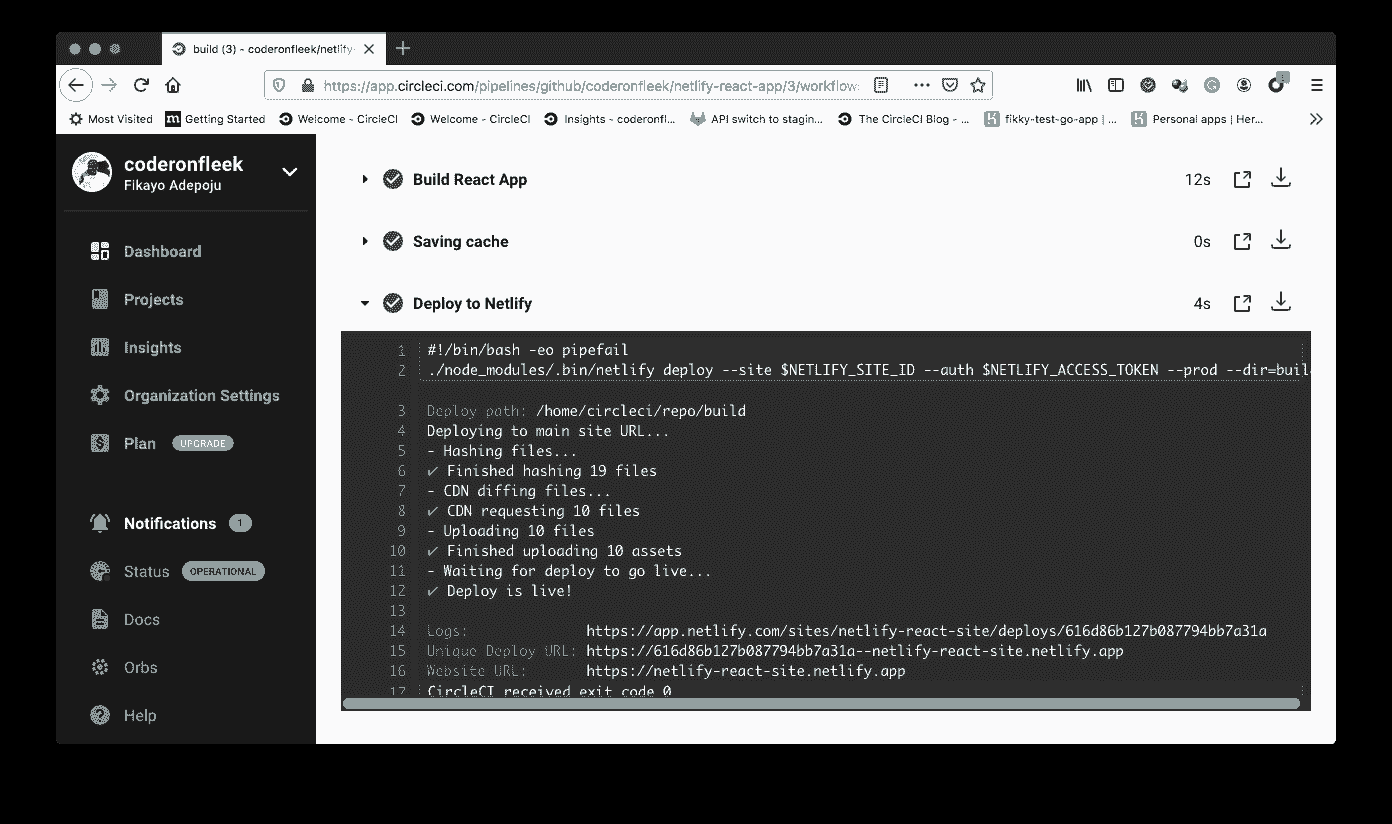 build (3) - coderonfleek/netlify-
https://app.circleci.com/pipelines/github/coderonfleek/netlify-react-app/3/workflow
Most Visited Getting Started Welcome - CircleCI Welcome - CircleCI Insights - coderonfl... API switch to stagin... The CircleCI Blog - ... fikky-test-go-app | ... Personal apps | Her...
coderonfleek
Fikayo Adepoju
Dashboard
Projects
Insights
Organization Settings
Plan UPGRADE
Notifications 1
Status OPERATIONAL
Docs
Orbs
Help
Build React App 12s
Saving cache 0s
Deploy to Netlify 4s
1 #!/bin/bash -eo pipefail
2 ./node_modules/.bin/netlify deploy --site $NETLIFY_SITE_ID --auth $NETLIFY_ACCESS_TOKEN --prod --dir=buil
3 Deploy path: /home/circleci/repo/build
4 Deploying to main site URL...
5 - Hashing files...
6 ✔ Finished hashing 19 files
7 - CDN diffing files...
8 ✔ CDN requesting 10 files
9 - Uploading 10 files
10 ✔ Finished uploading 10 assets
11 - Waiting for deploy to go live...
12 ✔ Deploy is live!
13
14 Logs: https://app.netlify.com/sites/netlify-react-site/deploys/616d86b127b087794bb7a31a
15 Unique Deploy URL: https://616d86b127b087794bb7a31a--netlify-react-site.netlify.app
16 Website URL: https://netlify-react-site.netlify.app
17 CircleCI received exit code 0